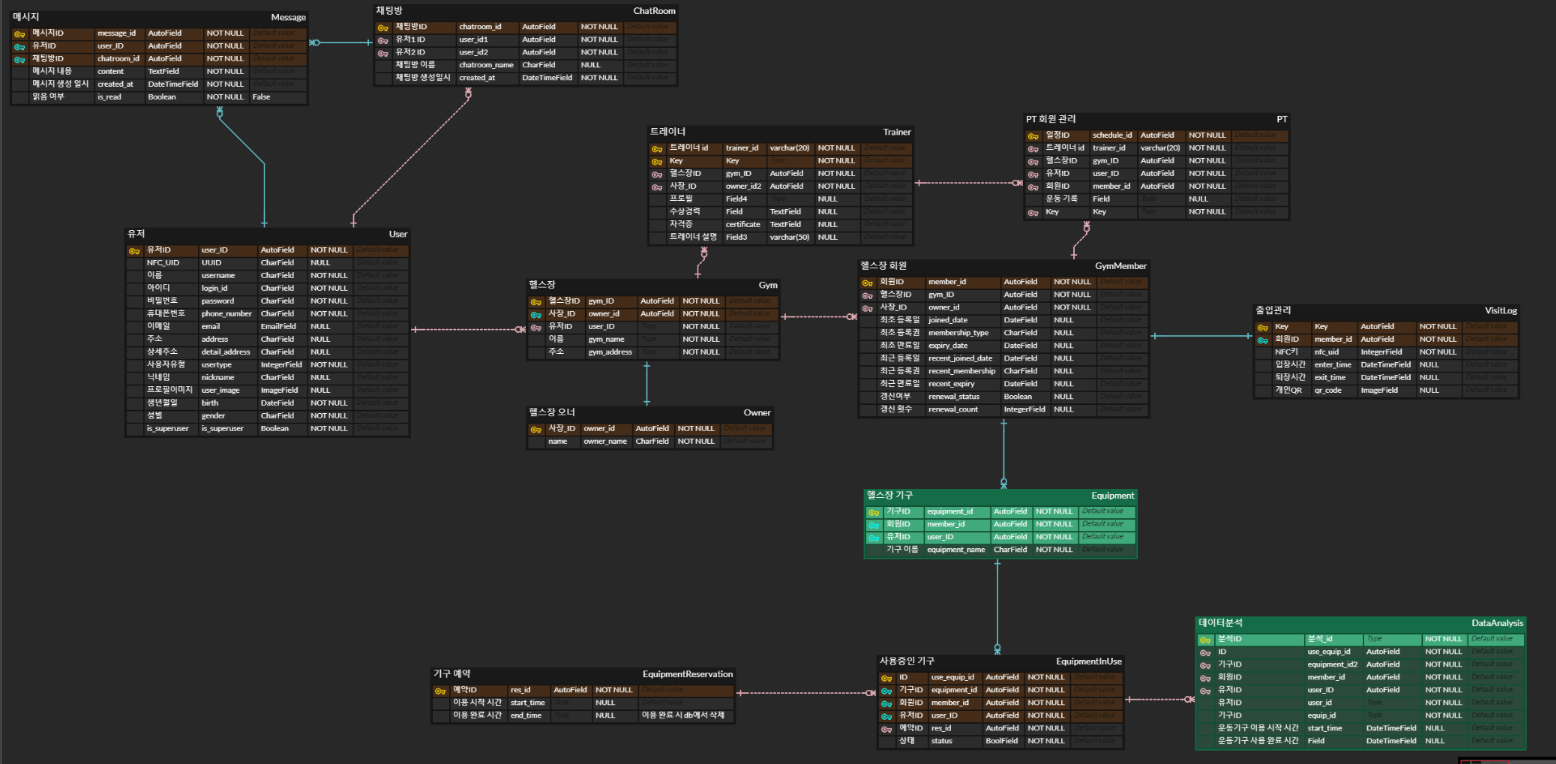 메시지 Message
메시지ID message_id AutoField NOT NULL Default value
유저ID user_ID AutoField NOT NULL Default value
채팅방ID chatroom_id AutoField NOT NULL Default value
메시지 내용 content TextField NOT NULL Default value
메시지 생성 일시 created_at DateTimeField NOT NULL Default value
읽음 여부 is_read Boolean NOT NULL False
채팅방 ChatRoom
채팅방ID chatroom_id AutoField NOT NULL Default value
유저1 ID user_id1 AutoField NOT NULL Default value
유저2 ID user_id2 AutoField NOT NULL Default value
채팅방 이름 chatroom_name CharField NULL Default value
채팅방 생성일시 created_at DateTimeField NOT NULL Default value
트레이너 Trainer
트레이너 id trainer_id varchar(20) NOT NULL Default value
Key Key Type NOT NULL Default value
헬스장ID gym_ID AutoField NOT NULL Default value
사장_ID owner_id2 AutoField NOT NULL Default value
프로필 Field4 Type NULL Default value
수상경력 Field TextField NULL Default value
자격증 certificate TextField NULL Default value
트레이너 설명 Field3 varchar(50) NULL Default value
PT 회원 관리 PT
일정ID schedule_id AutoField NOT NULL Default value
트레이너 id trainer_id varchar(20) NOT NULL Default value
헬스장ID gym_ID AutoField NOT NULL Default value
유저ID user_ID AutoField NOT NULL Default value
회원ID member_id AutoField NOT NULL Default value
운동 기록 Field Type NULL Default value
Key Key Type NOT NULL Default value
유저 User
유저ID user_ID AutoField NOT NULL Default value
NFC_UID UUID CharField NULL Default value
이름 username CharField NOT NULL Default value
아이디 login_id CharField NOT NULL Default value
비밀번호 password CharField NOT NULL Default value
휴대폰번호 phone_number CharField NOT NULL Default value
이메일 email EmailField NULL Default value
주소 address CharField NULL Default value
상세주소 detail_address CharField NULL Default value
사용자유형 usertype IntegerField NOT NULL Default value
닉네임 nickname CharField NULL Default value
프로필이미지 user_image ImageField NULL Default value
생년월일 birth DateField NOT NULL Default value
성별 gender CharField NOT NULL Default value
is_superuser is_superuser Boolean NOT NULL Default value
헬스장 Gym
헬스장ID gym_ID AutoField NOT NULL Default value
사장_ID owner_id AutoField NOT NULL Default value
유저ID user_ID Type NOT NULL Default value
이름 gym_name Type NOT NULL Default value
주소 gym_address Type NOT NULL Default value
헬스장 오너 Owner
사장_ID owner_id AutoField NOT NULL Default value
name owner_name CharField NOT NULL Default value
헬스장 회원 GymMember
회원ID member_id AutoField NOT NULL Default value
헬스장ID gym_ID AutoField NOT NULL Default value
사장_ID owner_id AutoField NOT NULL Default value
최초 등록일 joined_date DateField NULL Default value
최초 등록권 membership_type CharField NULL Default value
최초 만료일 expiry_date DateField NULL Default value
최근 등록일 recent_joined_date DateField NULL Default value
최근 등록권 recent_membership CharField NULL Default value
최근 만료일 recent_expiry DateField NULL Default value
갱신여부 renewal_status Boolean NULL Default value
갱신 횟수 renewal_count IntegerField NULL Default value
출입관리 VisitLog
Key Key AutoField NOT NULL Default value
회원ID member_id AutoField NOT NULL Default value
NFC키 nfc_uid IntegerField NOT NULL Default value
입장시간 enter_time DateTimeField NULL Default value
퇴장시간 exit_time DateTimeField NULL Default value
개인QR qr_code ImageField NULL Default value
헬스장 기구 Equipment
기구ID equipment_id AutoField NOT NULL Default value
회원ID member_id AutoField NOT NULL Default value
유저ID user_ID AutoField NOT NULL Default value
기구 이름 equipment_name CharField NOT NULL Default value
기구 예약 EquipmentReservation
예약ID res_id AutoField NOT NULL Default value
이용 시작 시간 start_time Type NULL Default value
이용 완료 시간 end_time Type NULL 이용 완료 시 db에서 삭제
사용중인 기구 EquipmentInUse
ID use_equip_id AutoField NOT NULL Default value
기구ID equipment_id AutoField NOT NULL Default value
회원ID member_id AutoField NOT NULL Default value
유저ID user_ID AutoField NOT NULL Default value
예약ID res_id AutoField NOT NULL Default value
상태 status BoolField NOT NULL Default value
데이터분석 DataAnalysis
분석ID 분석_id Type NOT NULL Default value
ID use_equip_id AutoField NOT NULL Default value
기구ID equipment_id2 AutoField NOT NULL Default value
회원ID member_id AutoField NOT NULL Default value
유저ID user_ID AutoField NOT NULL Default value
유저ID user_id Type NOT NULL Default value
기구ID equip_id Type NOT NULL Default value
운동기구 이용 시작 시간 start_time DateTimeField NULL Default value
운동기구 사용 완료 시간 Field DateTimeField NULL Default value